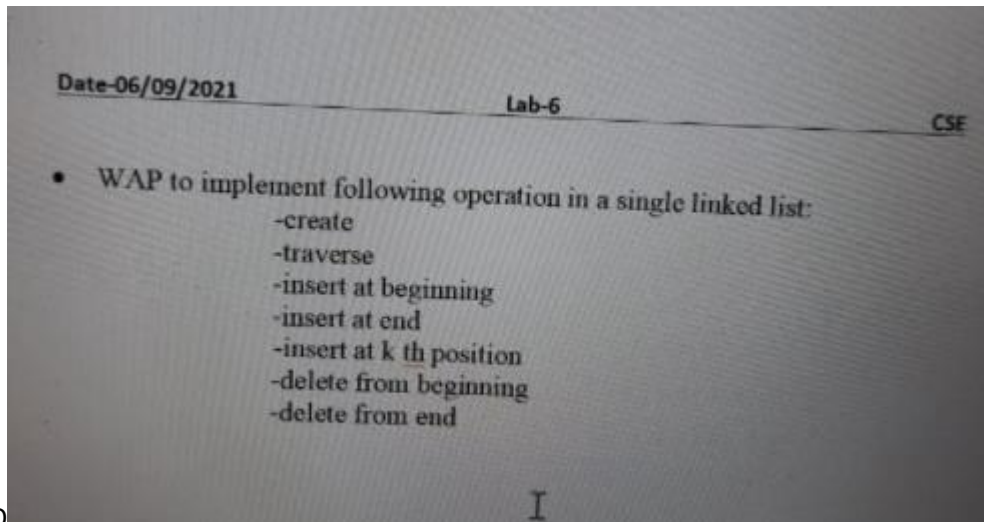 Date-06/09/2021 Lab-6 CSE
• WAP to implement following operation in a single linked list:
-create
-traverse
-insert at beginning
-insert at end
-insert at k th position
-delete from beginning
-delete from end